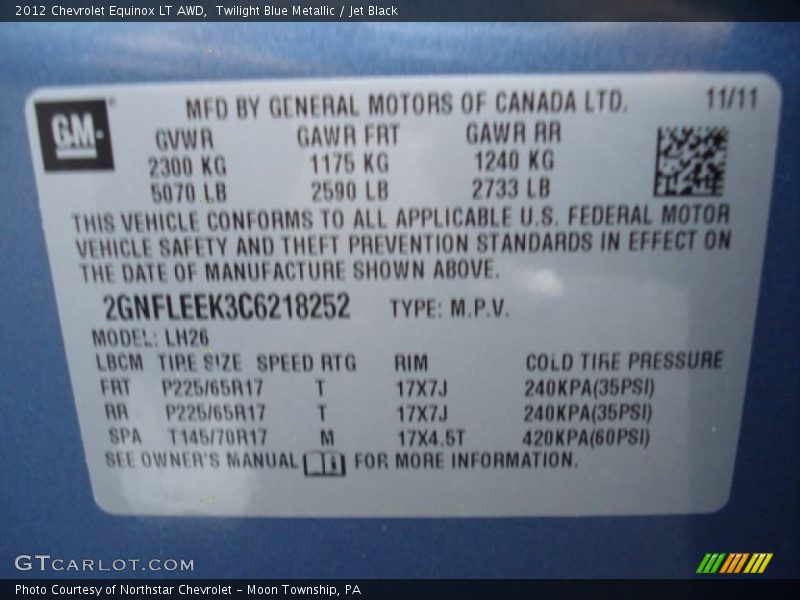 2012 Chevrolet Equinox LT AWD, Twilight Blue Metallic / Jet Black
GM
MFD BY GENERAL MOTORS OF CANADA LTD. 11/11
GVWR GAWR FRT GAWR RR
2300 KG 1175 KG 1240 KG
5070 LB 2590 LB 2733 LB
THIS VEHICLE CONFORMS TO ALL APPLICABLE U.S. FEDERAL MOTOR
VEHICLE SAFETY AND THEFT PREVENTION STANDARDS IN EFFECT ON
THE DATE OF MANUFACTURE SHOWN ABOVE.
2GNFLEEK3C6218252 TYPE: M.P.V.
MODEL: LH26
LBCM TIRE SIZE SPEED RTG RIM COLD TIRE PRESSURE
FRT P225/65R17 T 17X7J 240KPA(35PSI)
RR P225/65R17 T 17X7J 240KPA(35PSI)
SPA T145/70R17 M 17X4.5T 420KPA(60PSI)
SEE OWNER'S MANUAL FOR MORE INFORMATION.
GTCARLOT.COM
Photo Courtesy of Northstar Chevrolet - Moon Township, PA